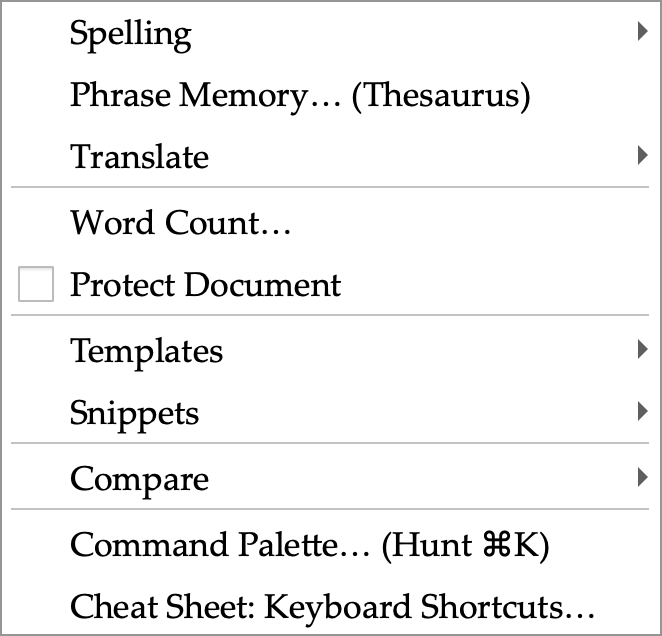 Spelling
Phrase Memory… (Thesaurus)
Translate
Word Count…
Protect Document
Templates
Snippets
Compare
Command Palette… (Hunt ⌘K)
Cheat Sheet: Keyboard Shortcuts…